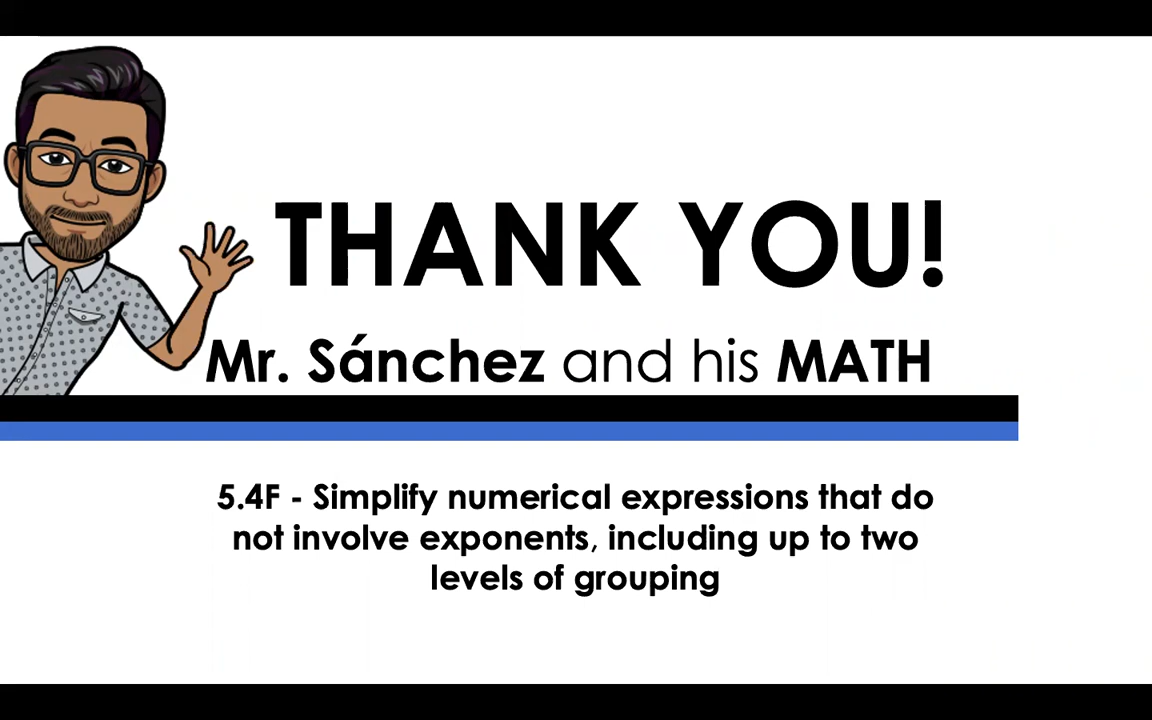 THANK YOU!
Mr. Sánchez and his MATH
5.4F - Simplify numerical expressions that do
not involve exponents, including up to two
levels of grouping